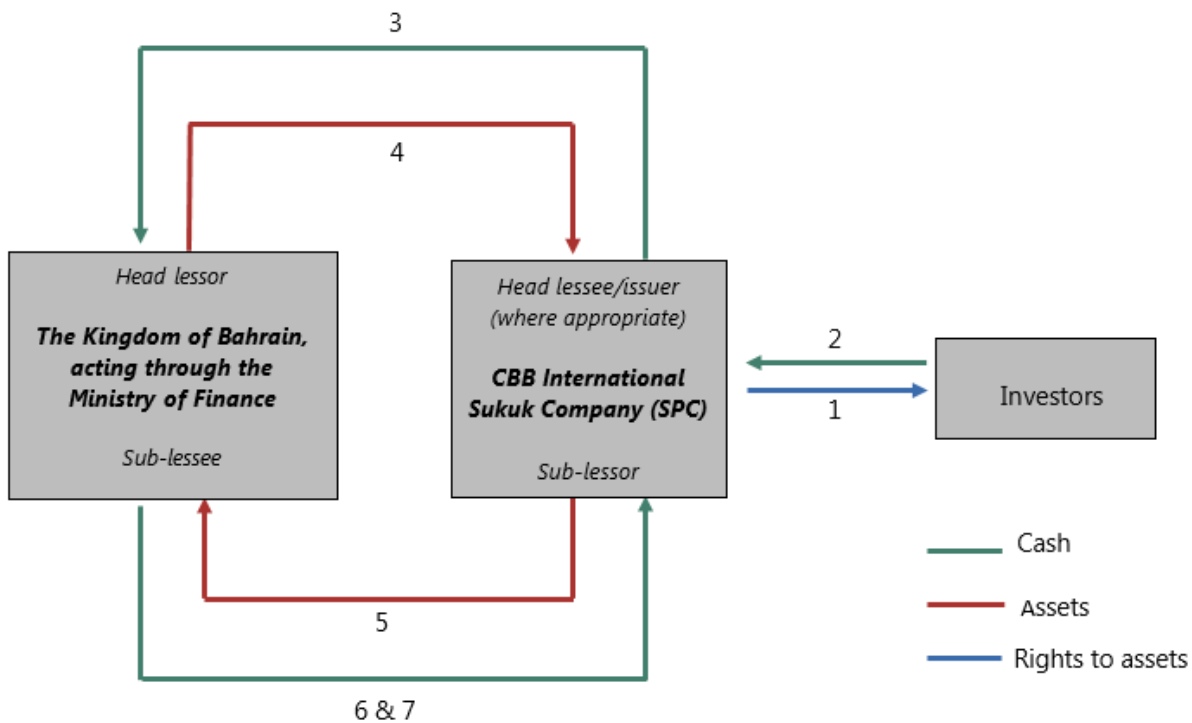 3
4
Head lessor
The Kingdom of Bahrain,
acting through the
Ministry of Finance
Sub-lessee
Head lessee/issuer
(where appropriate)
CBB International
Sukuk Company (SPC)
Sub-lessor
2
1
Investors
5
6 & 7
Cash
Assets
Rights to assets